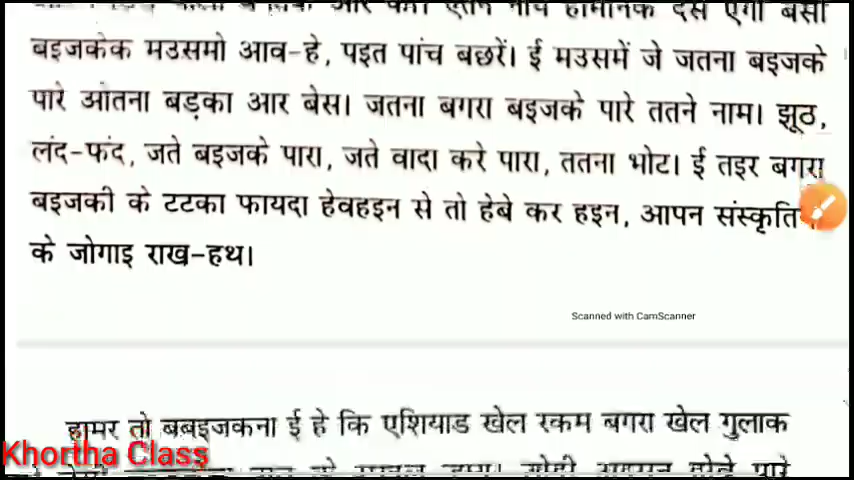 बइजकेक मउसमो आव-हे, पइत पांच बछरें। ई मउसमें जे जतना बइजके
पारे ओतना बड़का आर बेस। जतना बगरा बइजके पारे ततने नाम। झूठ,
लंद-फंद, जते बइजके पारा, जते वादा करे पारा, ततना भोट। ई तइर बगरा
बइजकी के टटका फायदा हेवहइन से तो हेबे कर हइन, आपन संस्कृति
के जोगाइ राख-हथ।
Scanned with CamScanner
हामर तो बबइजकना ई हे कि एशियाड खेल रकम बगरा खेल गुलाक
Khortha Class